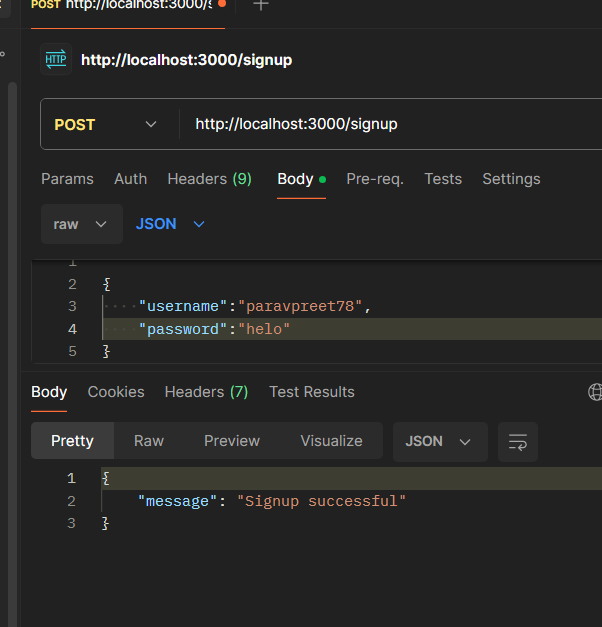 POST http://localhost:3000/s
HTTP http://localhost:3000/signup
POST http://localhost:3000/signup
Params Auth Headers (9) Body Pre-req. Tests Settings
raw JSON
1
2 {
3 "username":"paravpreet78",
4 "password":"helo"
5 }
Body Cookies Headers (7) Test Results
Pretty Raw Preview Visualize JSON
1 {
2 "message": "Signup successful"
3 }